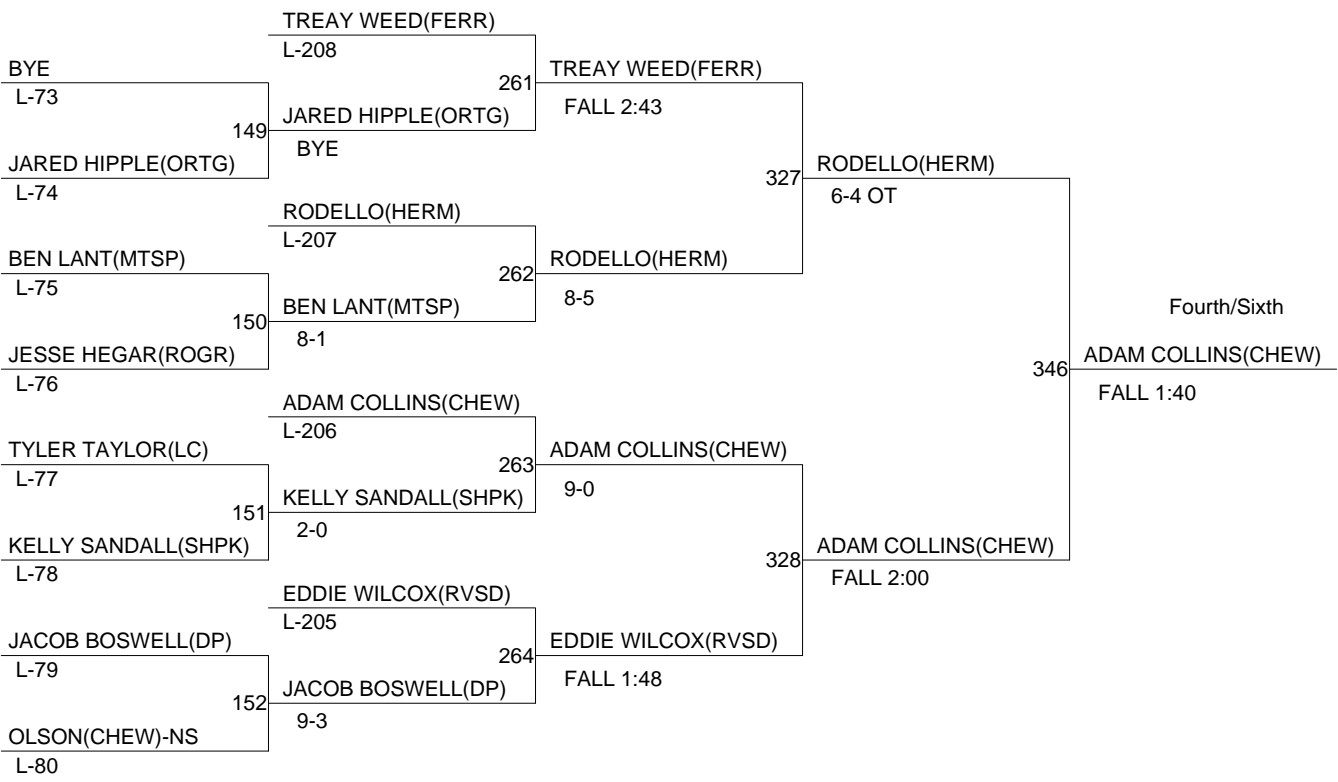 TREAY WEED(FERR)
L-208
BYE
L-73
261
TREAY WEED(FERR)
FALL 2:43
149
JARED HIPPLE(ORTG)
BYE
JARED HIPPLE(ORTG)
L-74
327
RODELLO(HERM)
6-4 OT
RODELLO(HERM)
L-207
BEN LANT(MTSP)
L-75
262
RODELLO(HERM)
8-5
150
BEN LANT(MTSP)
8-1
Fourth/Sixth
JESSE HEGAR(ROGR)
L-76
346
ADAM COLLINS(CHEW)
FALL 1:40
ADAM COLLINS(CHEW)
L-206
TYLER TAYLOR(LC)
L-77
263
ADAM COLLINS(CHEW)
9-0
151
KELLY SANDALL(SHPK)
2-0
KELLY SANDALL(SHPK)
L-78
328
ADAM COLLINS(CHEW)
FALL 2:00
EDDIE WILCOX(RVSD)
L-205
JACOB BOSWELL(DP)
L-79
264
EDDIE WILCOX(RVSD)
FALL 1:48
152
JACOB BOSWELL(DP)
9-3
OLSON(CHEW)-NS
L-80